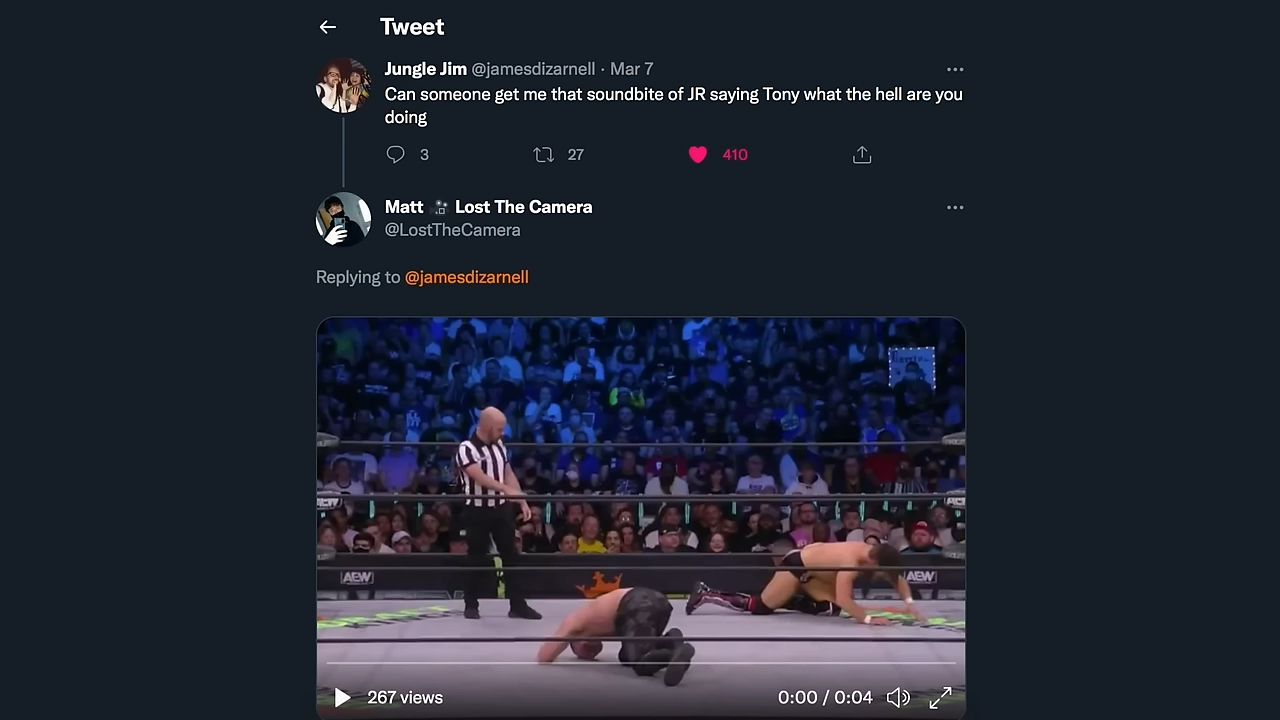 Tweet
Jungle Jim @jamesdizarnell · Mar 7
Can someone get me that soundbite of JR saying Tony what the hell are you
doing
3 27 410
Matt Lost The Camera
@LostTheCamera
Replying to @jamesdizarnell
AEW
AEW
AEW
AEW
267 views 0:00 / 0:04